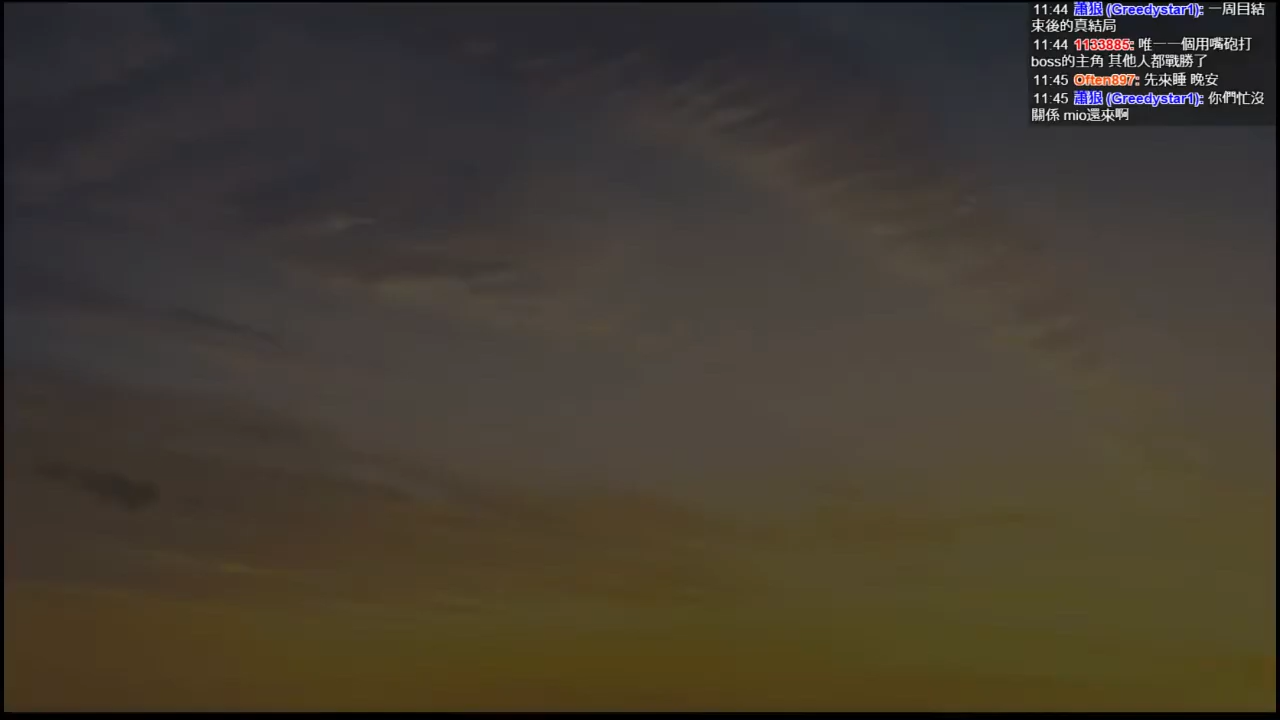 11:44 蕭狼 (Greedystar1): 一周目結
束後的真結局
11:44 1133885: 唯一一個用嘴砲打
boss的主角 其他人都戰勝了
11:45 Often897: 先來睡 晚安
11:45 蕭狼 (Greedystar1): 你們忙沒
關係 mio還來啊